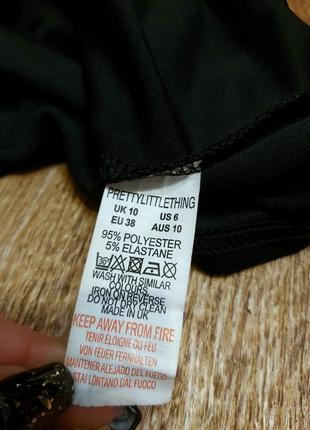 PRETTYLITTLETHING
UK 10 US 6
EU 38 AUS 10
95% POLYESTER
5% ELASTANE
30°
WASH WITH SIMILAR
COLOURS
IRON ON REVERSE
DO NOT DRY CLEAN
MADE IN UK
KEEP AWAY FROM FIRE
TENIR ÉLOIGNE DU FEU
VON FEUER FERNHALTEN
MANTENER ALEJADO DEL FUEGO
STAI LONTANO DAL FUOCO